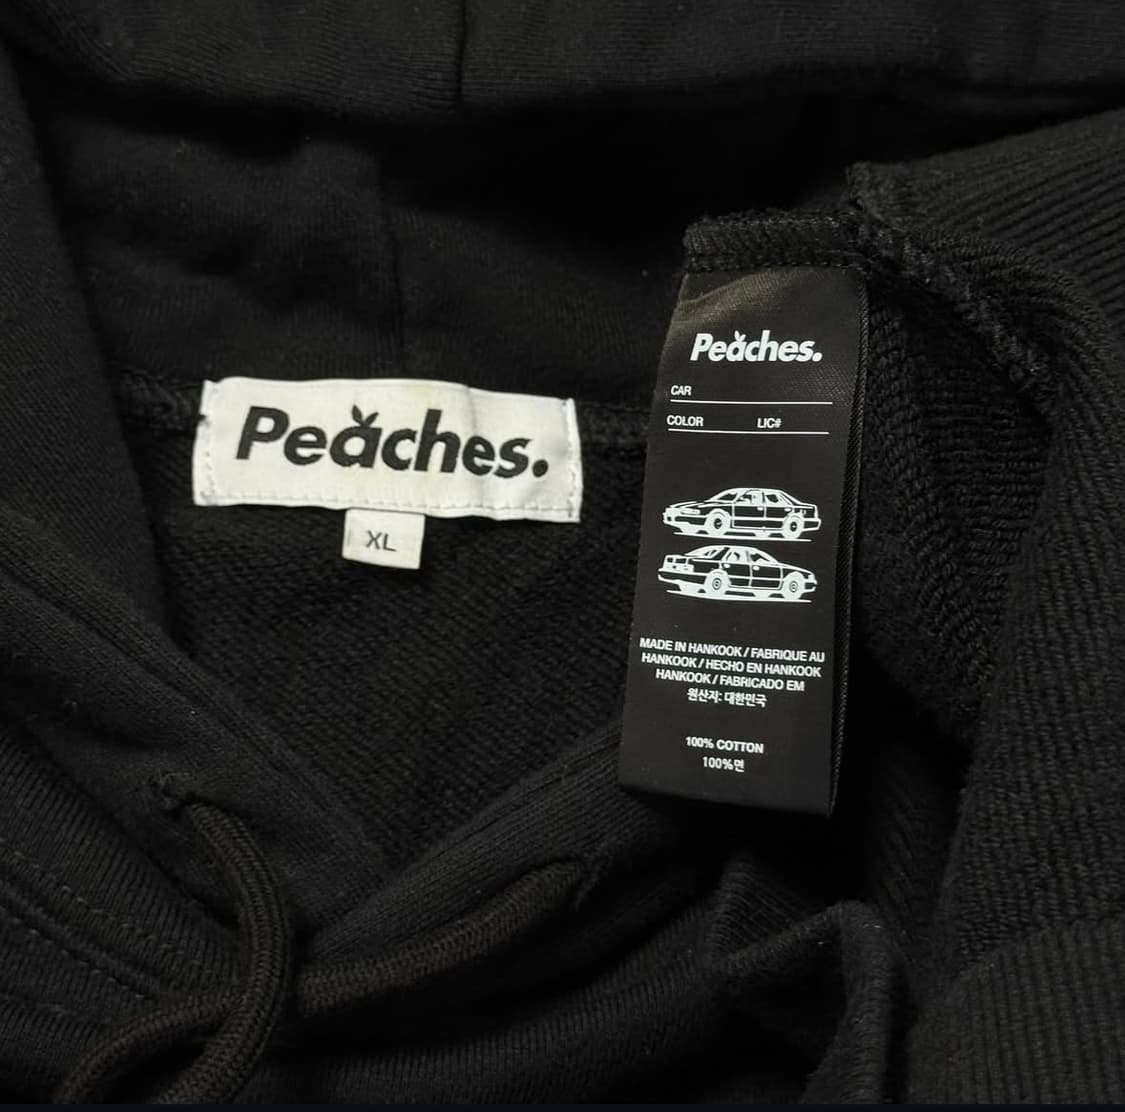 Peaches.
XL
Peaches.
CAR
COLOR LIC#
MADE IN HANKOOK / FABRIQUE AU
HANKOOK / HECHO EN HANKOOK
HANKOOK / FABRICADO EM
원산지: 대한민국
100% COTTON
100%면